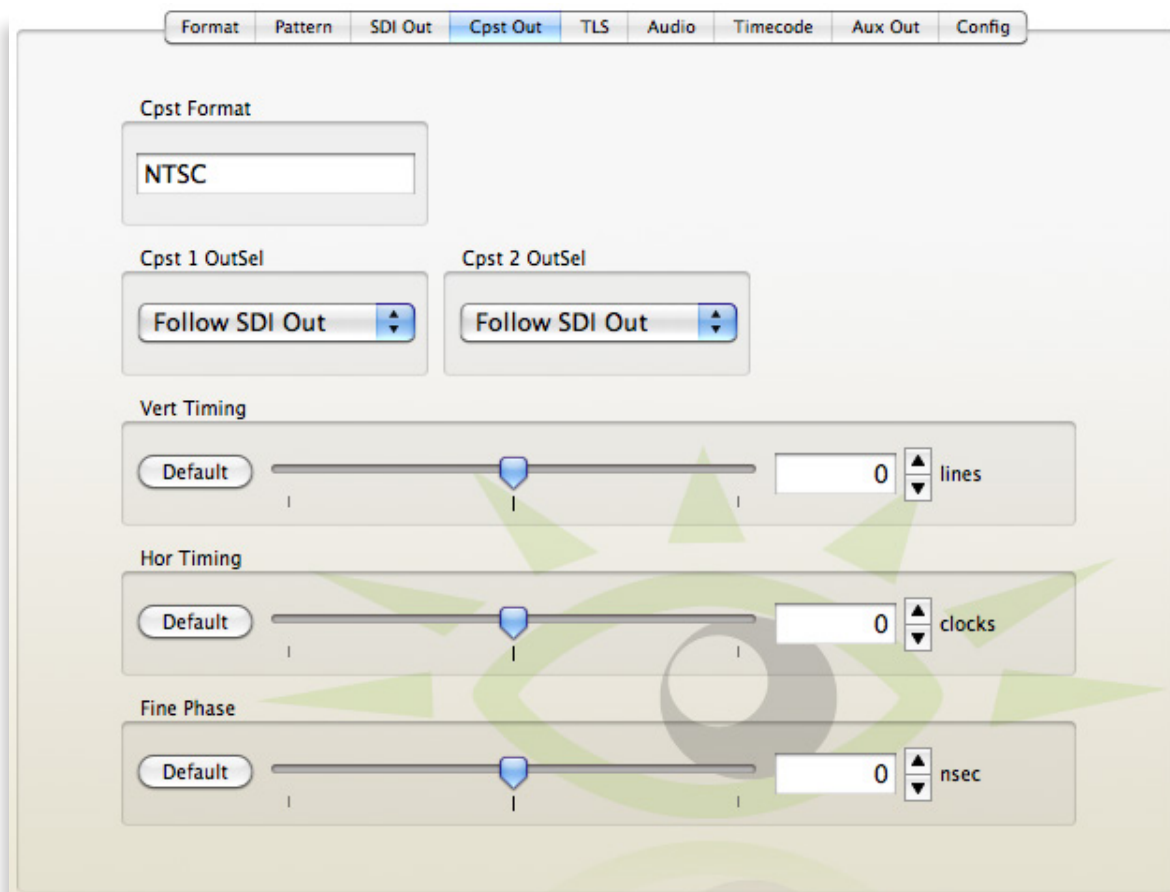 Format Pattern SDI Out Cpst Out TLS Audio Timecode Aux Out Config
Cpst Format
NTSC
Cpst 1 OutSel Cpst 2 OutSel
Follow SDI Out Follow SDI Out
Vert Timing
Default 0 lines
Hor Timing
Default 0 clocks
Fine Phase
Default 0 nsec